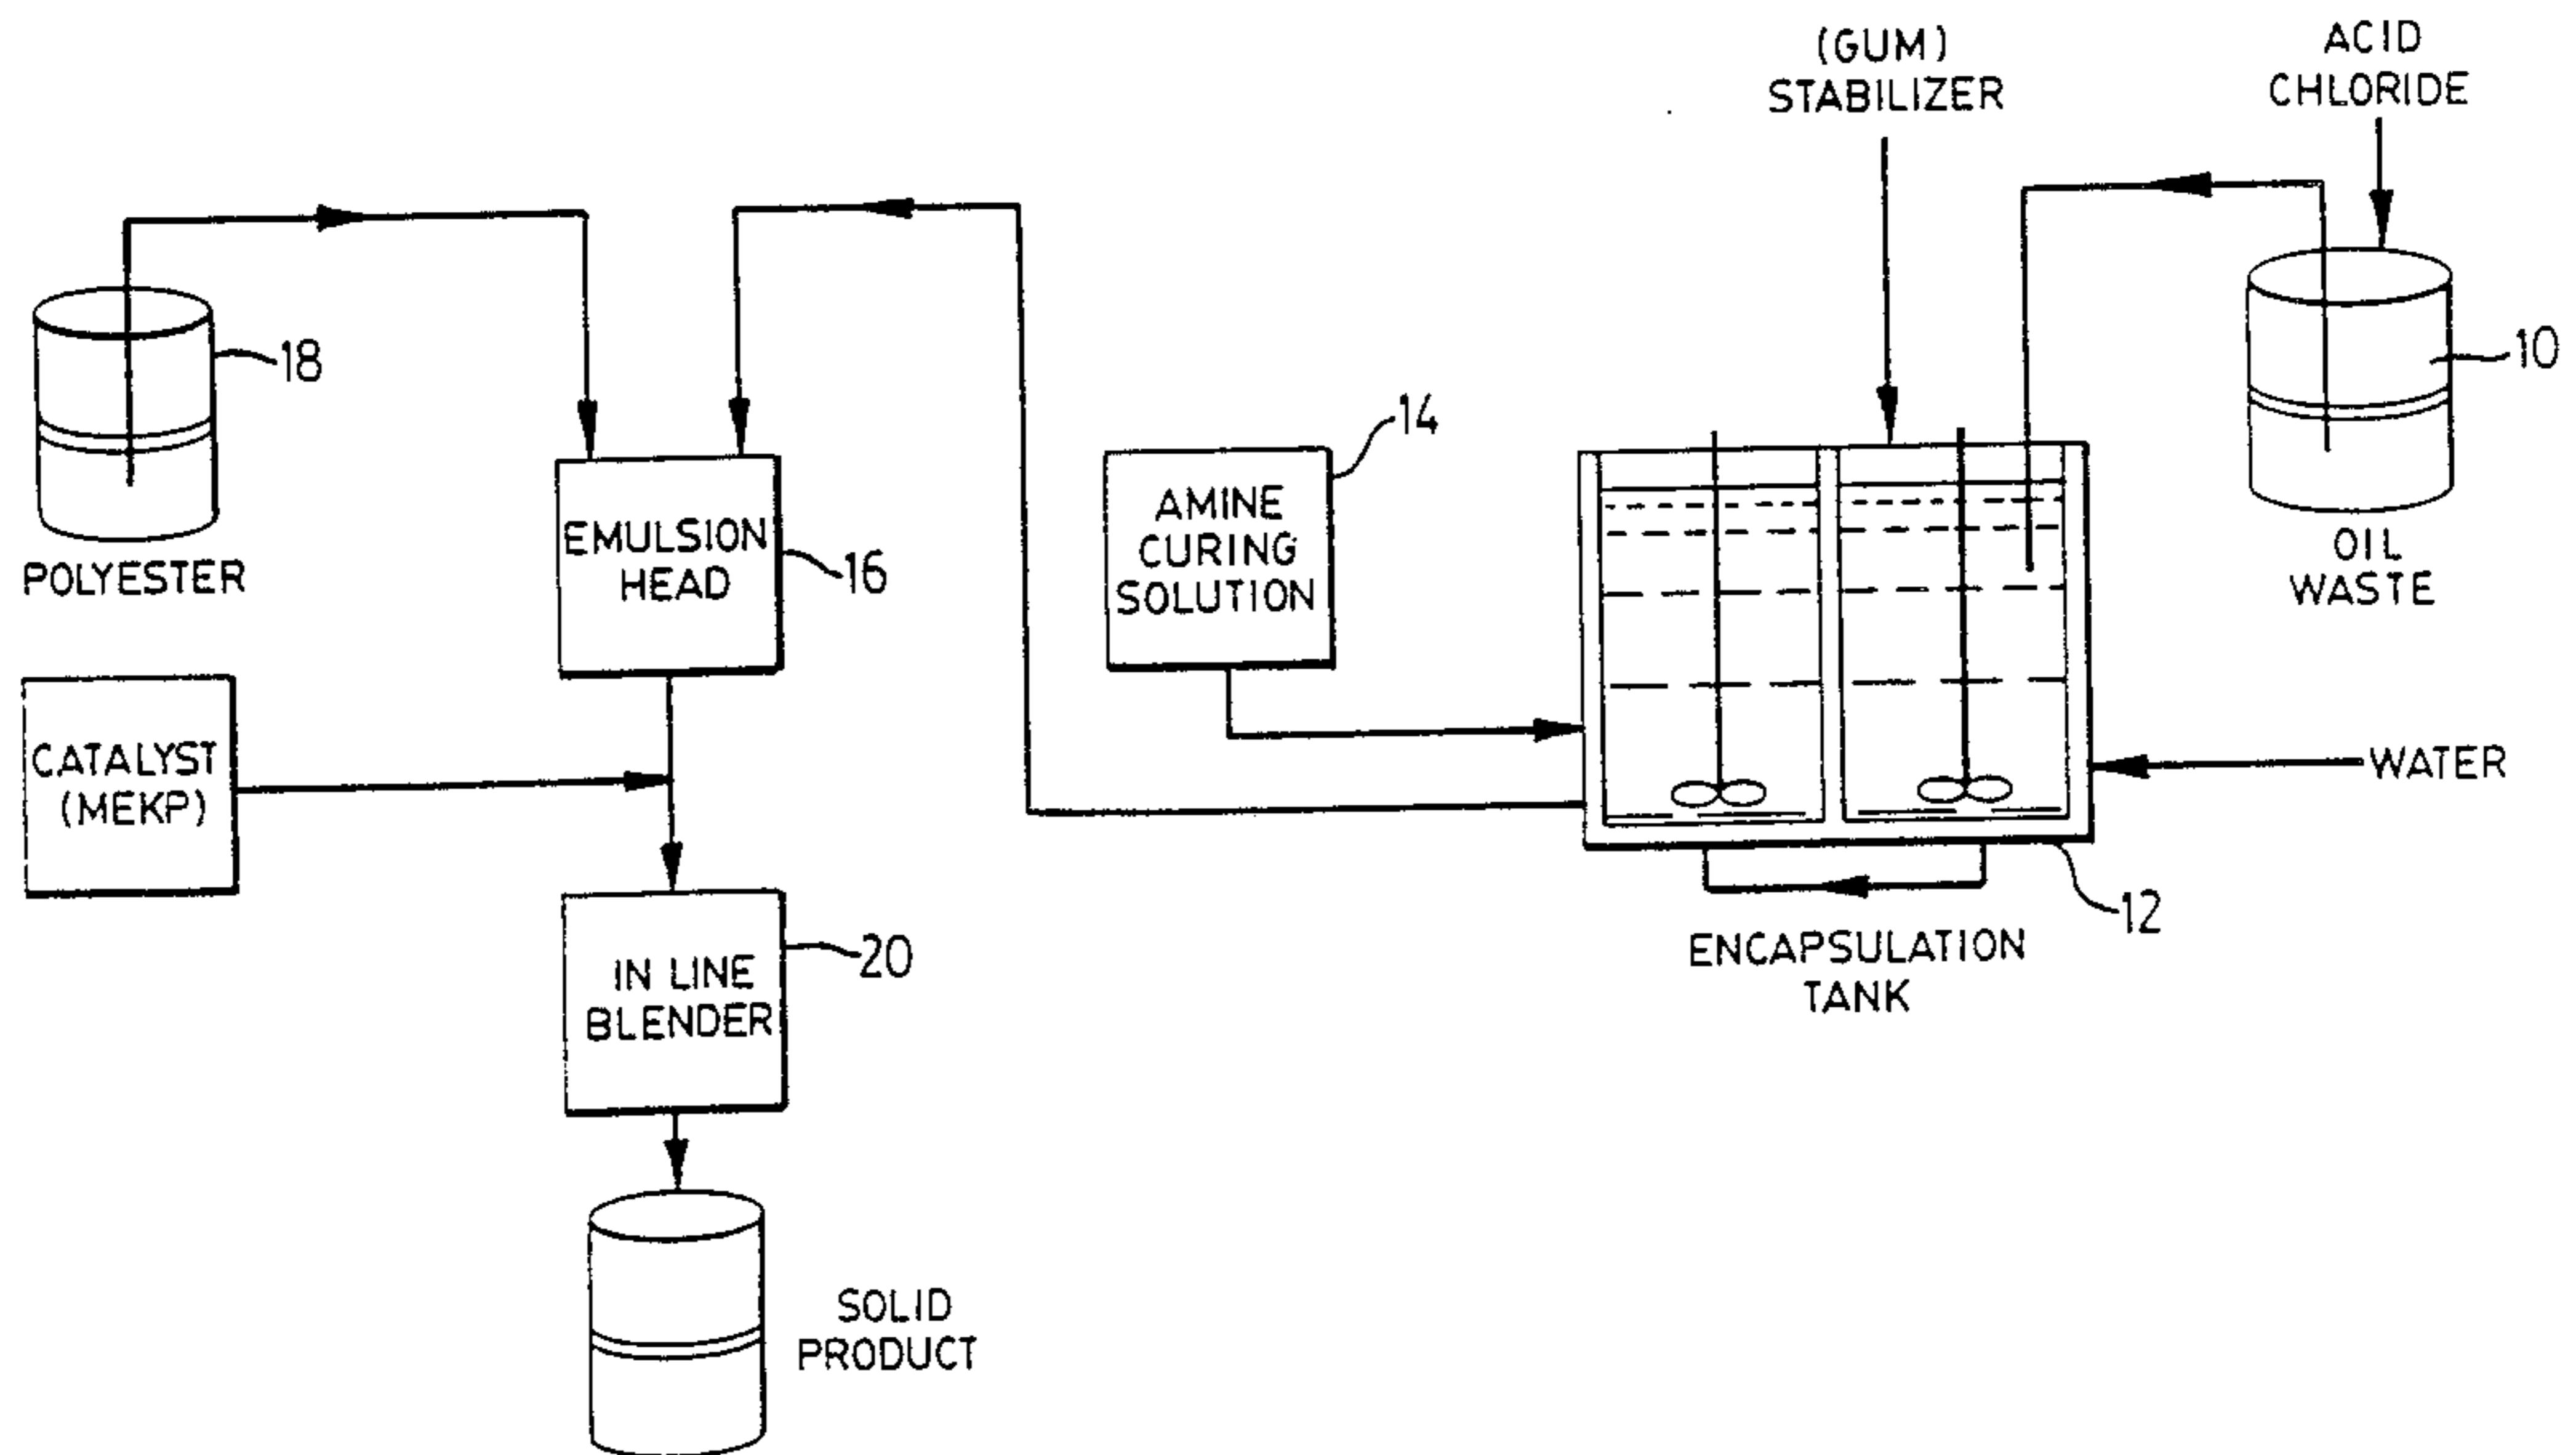 (GUM)
STABILIZER
ACID
CHLORIDE
18
POLYESTER
EMULSION
HEAD
16
14
AMINE
CURING
SOLUTION
10
OIL
WASTE
CATALYST
(MEKP)
WATER
12
ENCAPSULATION
TANK
20
IN LINE
BLENDER
SOLID
PRODUCT